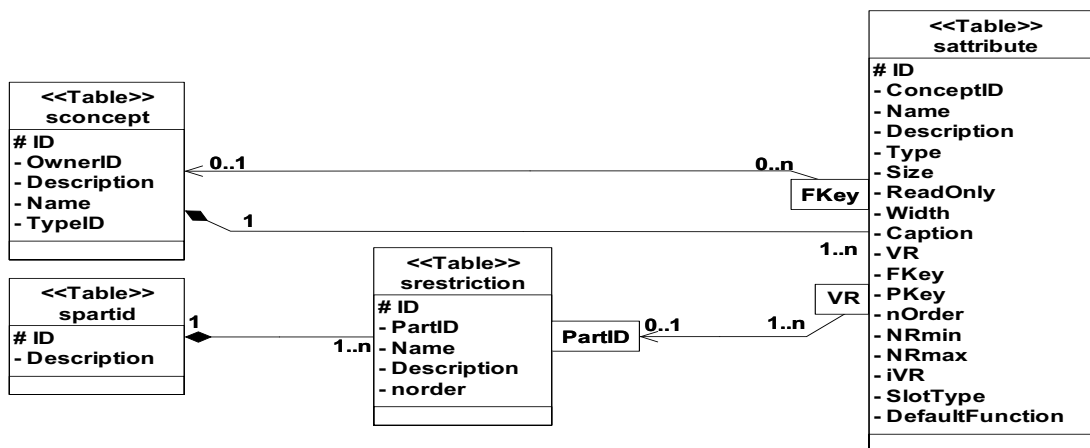 <<Table>>
sconcept
# ID
- OwnerID
- Description
- Name
- TypeID
<<Table>>
spartid
# ID
- Description
<<Table>>
srestriction
# ID
- PartID
- Name
- Description
- norder
<<Table>>
sattribute
# ID
- ConceptID
- Name
- Description
- Type
- Size
- ReadOnly
- Width
- Caption
- VR
- FKey
- PKey
- nOrder
- NRmin
- NRmax
- iVR
- SlotType
- DefaultFunction
0..1
0..n
FKey
1
1..n
1
1..n
PartID
0..1
1..n
VR